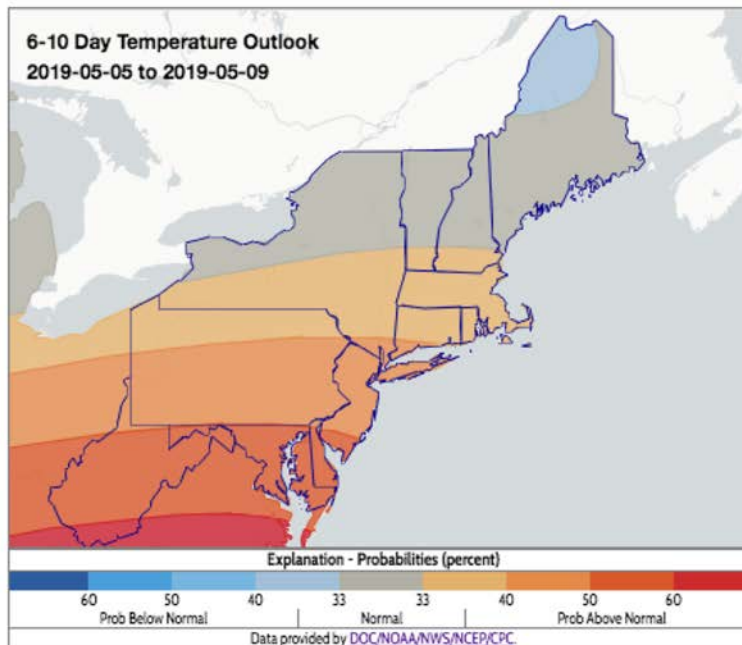 6-10 Day Temperature Outlook
2019-05-05 to 2019-05-09
Explanation - Probabilities (percent)
60 50 40 33 33 40 50 60
Prob Below Normal Normal Prob Above Normal
Data provided by DOC/NOAA/NWS/NCEP/CPC.